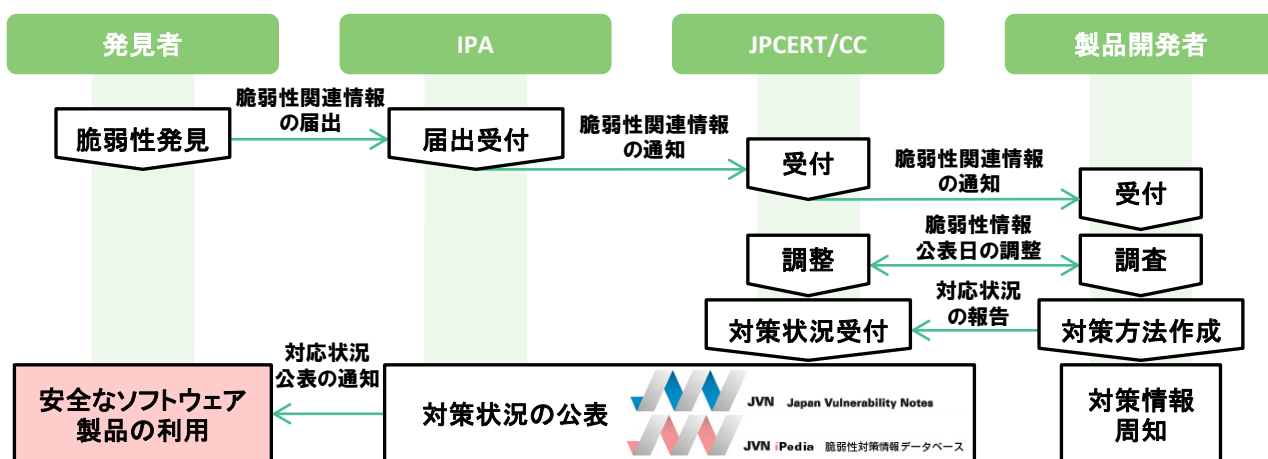 発見者
IPA
JPCERT/CC
製品開発者
脆弱性発見
脆弱性関連情報
の届出
届出受付
脆弱性関連情報
の通知
受付
脆弱性関連情報
の通知
受付
調整
脆弱性情報
公表日の調整
調査
対策状況受付
対応状況
の報告
対策方法作成
安全なソフトウェア
製品の利用
対応状況
公表の通知
対策状況の公表
JVN Japan Vulnerability Notes
JVN iPedia 脆弱性対策情報データベース
対策情報
周知